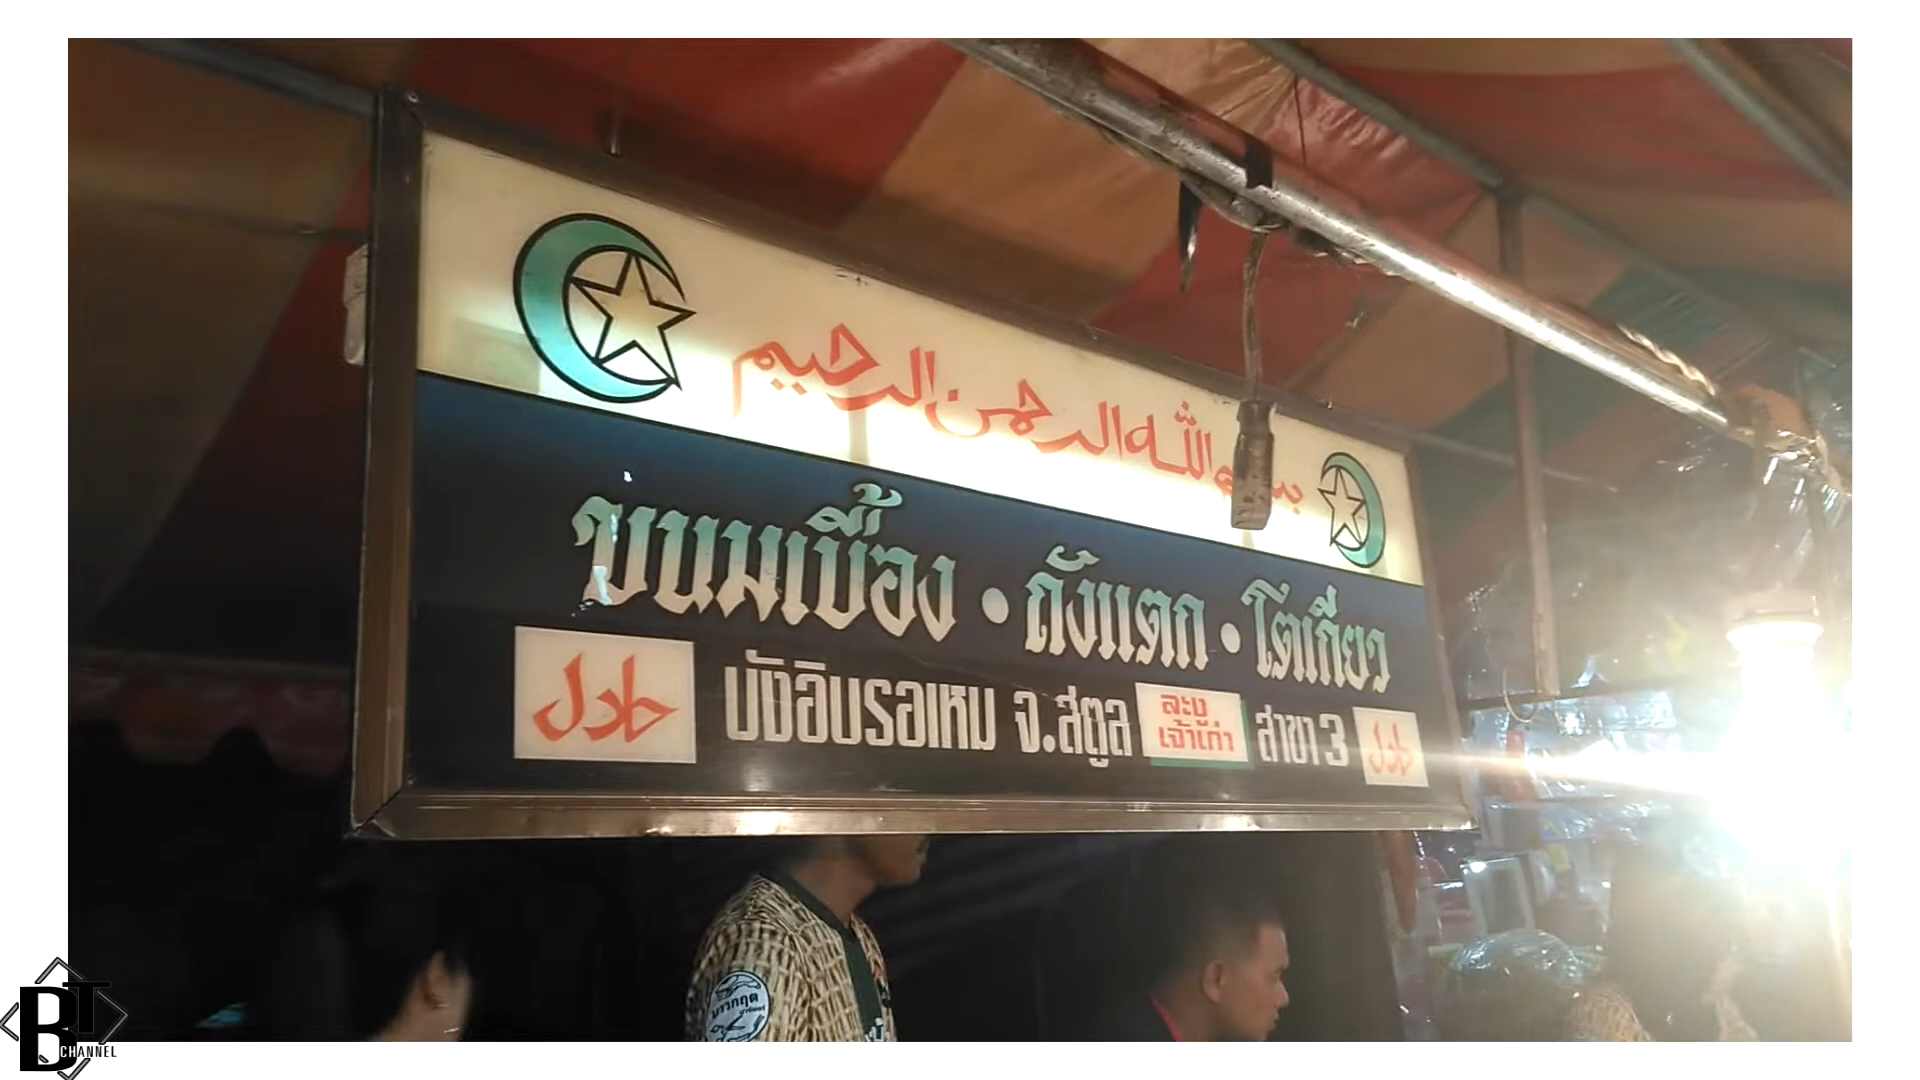 بسم الله الرحمن الرحيم
ขนมเบื้อง • ถังแตก • โตเกียว
حلال
บังอิบรอเหม จ.สตูล
ละงู
เจ้าเก่า
สาขา 3
حلال
BT
CHANNEL